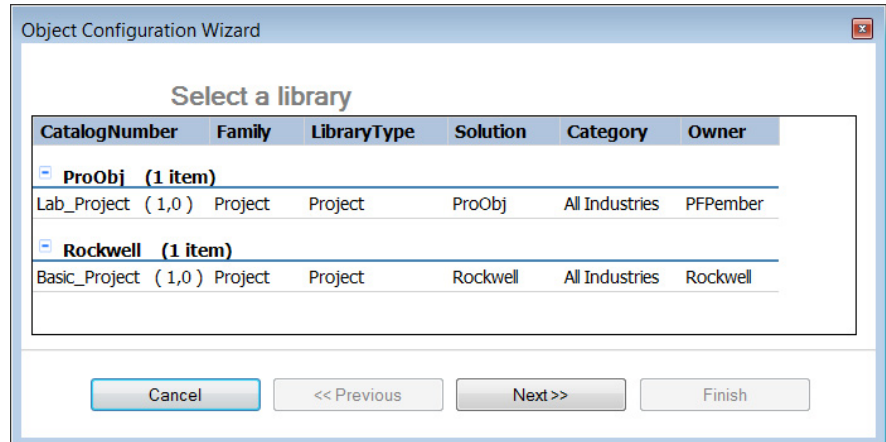 Object Configuration Wizard
Select a library
CatalogNumber Family LibraryType Solution Category Owner
ProObj (1 item)
Lab_Project ( 1,0 ) Project Project ProObj All Industries PFPember
Rockwell (1 item)
Basic_Project ( 1,0 ) Project Project Rockwell All Industries Rockwell
Cancel << Previous Next >> Finish